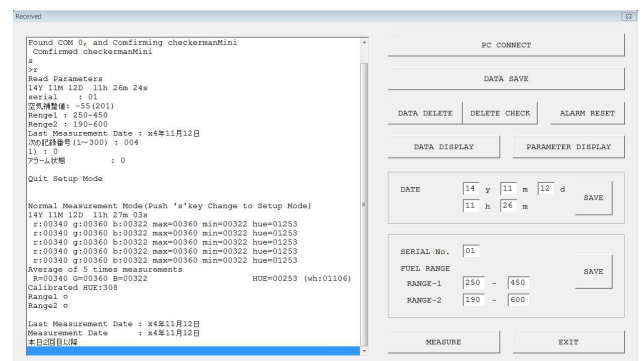 Received
Found COM 0, and Comfirming checkermanMini
Comfirmed checkermanMini
s
>r
Read Parameters
14Y 11M 12D 11h 26m 24s
serial : 01
空気補整値: -55(201)
Renge1 : 250-450
Renge2 : 190-600
Last Measurement Date : x4年11月12日
次の記録番号(1～300) : 004
1) : 0
アラーム状態 : 0
Quit Setup Mode
Normal Measurement Mode(Push 's'key Change to Setup Mode)
14Y 11M 12D 11h 27m 03s
r:00340 g:00360 b:00322 max=00360 min=00322 hue=01253
r:00340 g:00360 b:00322 max=00360 min=00322 hue=01253
r:00340 g:00360 b:00322 max=00360 min=00322 hue=01253
r:00340 g:00360 b:00322 max=00360 min=00322 hue=01253
r:00340 g:00360 b:00322 max=00360 min=00322 hue=01253
Average of 5 times measurements
R=00340 G=00360 B=00322 HUE=00253 (wh:01106)
Calibrated HUE:308
Range1 o
Range2 o
Last Measurement Date : x4年11月12日
Measurement Date : x4年11月12日
本日2回目以降
PC CONNECT
DATA SAVE
DATA DELETE DELETE CHECK ALARM RESET
DATA DISPLAY PARAMETER DISPLAY
DATE 14 y 11 m 12 d
11 h 26 m
SAVE
SERIAL No. 01
FUEL RANGE
SAVE
RANGE-1 250 - 450
RANGE-2 190 - 600
MEASURE EXIT